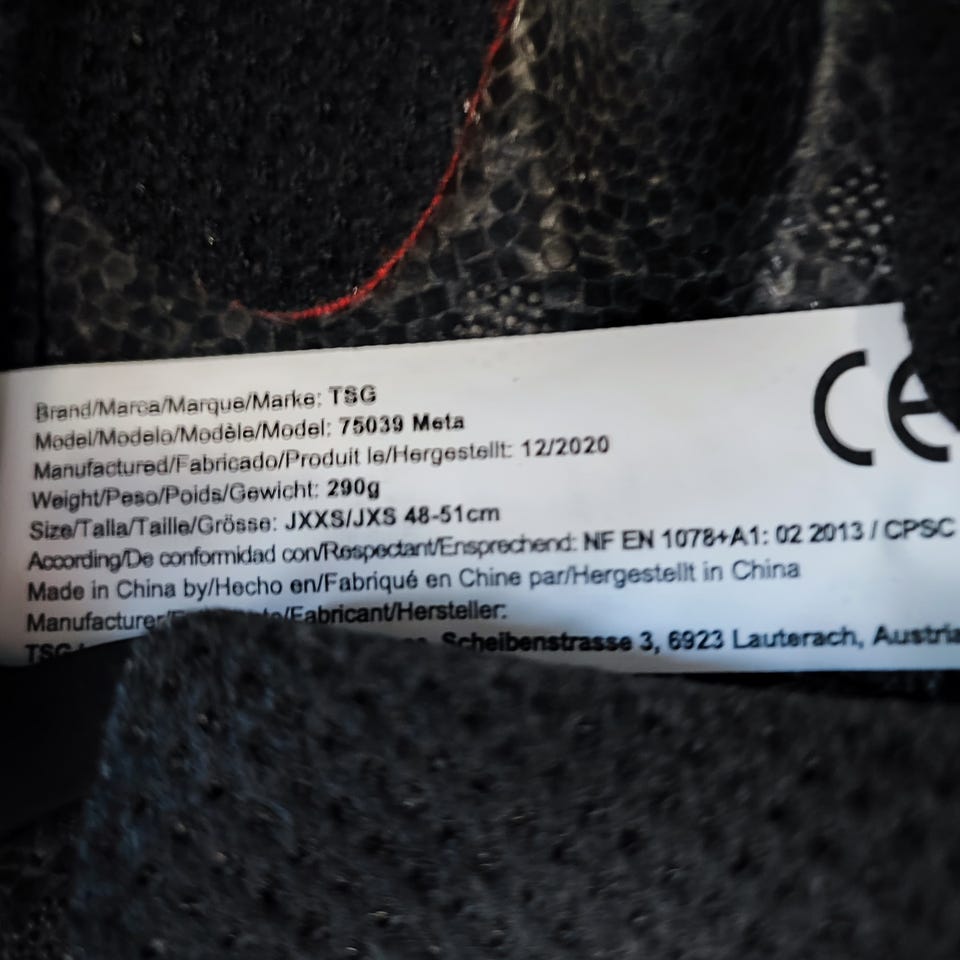 Brand/Marca/Marque/Marke: TSG
Model/Modelo/Modèle/Model: 75039 Meta
Manufactured/Fabricado/Produit le/Hergestellt: 12/2020
Weight/Peso/Poids/Gewicht: 290g
Size/Talla/Taille/Grösse: JXXS/JXS 48-51cm
According/De conformidad con/Respectant/Ensprechend: NF EN 1078+A1: 02 2013 / CPSC
Made in China by/Hecho en/Fabriqué en Chine par/Hergestellt in China
Manufacturer/ /Fabricant/Hersteller:
TSG Scheibenstrasse 3, 6923 Lauterach, Austria
CE